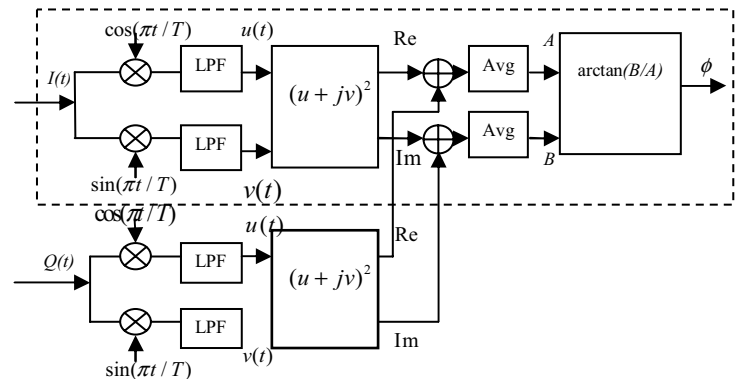 cos(πt/T)
u(t)
Re
A
I(t)
LPF
(u + jv)²
Avg
arctan(B/A)
ϕ
LPF
Avg
Im
B
sin(πt/T)
v(t)
cos(πt/T)
u(t)
Re
Q(t)
LPF
(u + jv)²
LPF
Im
sin(πt/T)
v(t)